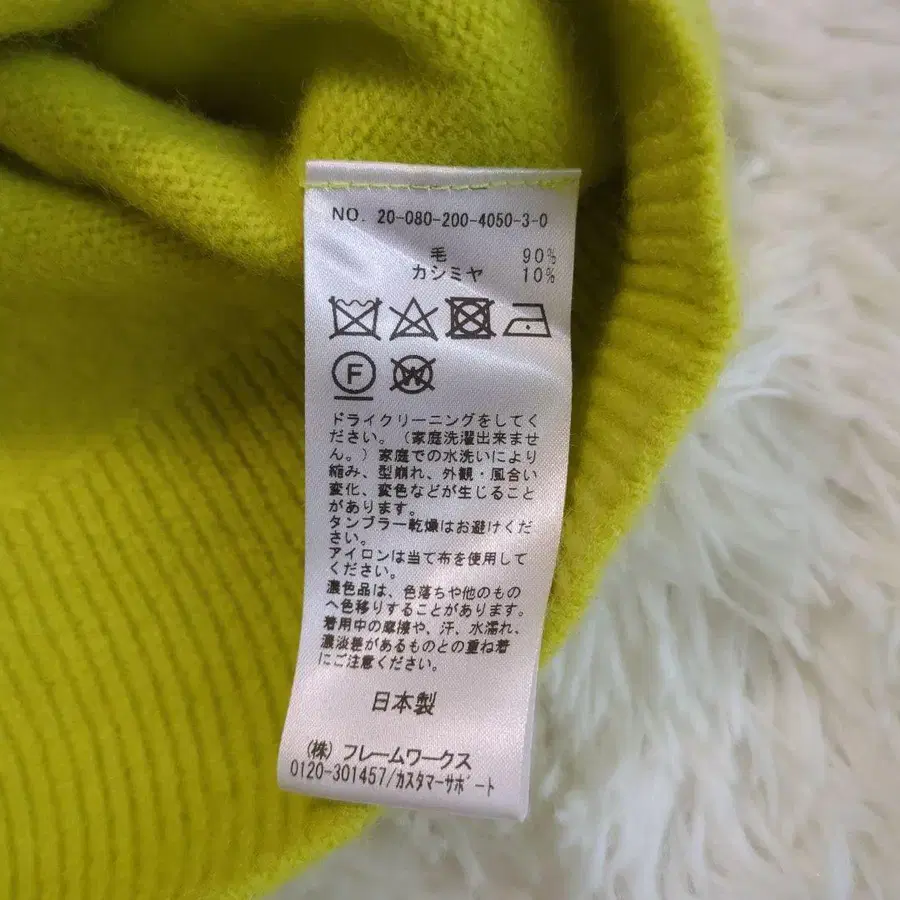 NO. 20-080-200-4050-3-0
毛 90%
カシミヤ 10%
F W
ドライクリーニングをしてく
ださい。(家庭洗濯出来ませ
ん。)家庭での水洗いにより
縮み、型崩れ、外観・風合い
変化、変色などが生じること
があります。
タンブラー乾燥はお避けくだ
さい。
アイロンは当て布を使用して
ください。
濃色品は、色落ちや他のもの
へ色移りすることがあります。
着用中の摩擦や、汗、水濡れ、
濃淡差があるものとの重ね着
にご注意ください。
日本製
(株) フレームワークス
0120-301457/カスタマーサポート